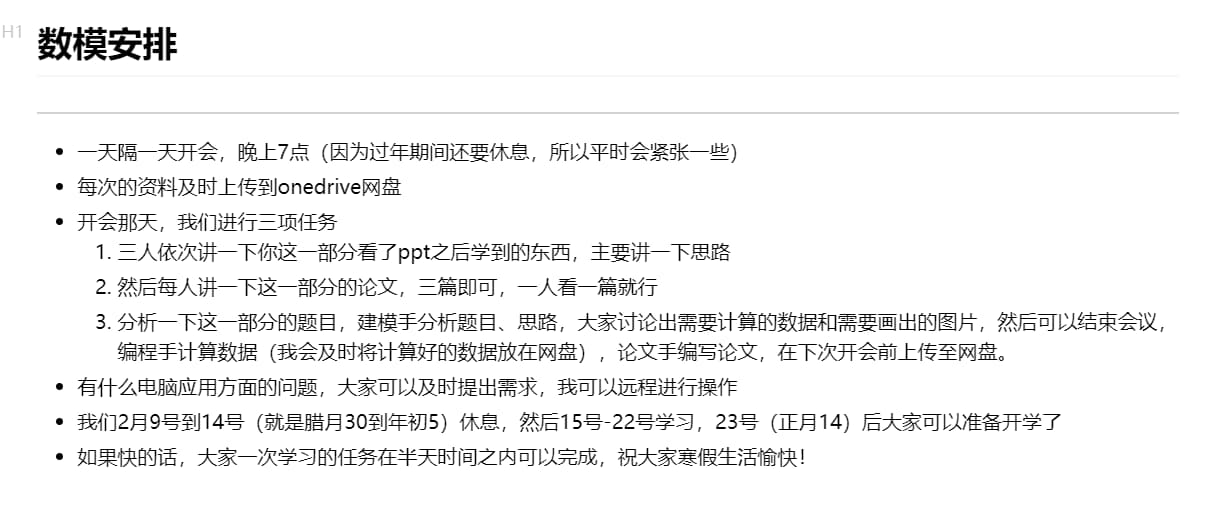 H1
数模安排
一天隔一天开会，晚上7点（因为过年期间还要休息，所以平时会紧张一些）
每次的资料及时上传到onedrive网盘
开会那天，我们进行三项任务
1. 三人依次讲一下你这一部分看了ppt之后学到的东西，主要讲一下思路
2. 然后每人讲一下这一部分的论文，三篇即可，一人看一篇就行
3. 分析一下这一部分的题目，建模手分析题目、思路，大家讨论出需要计算的数据和需要画出的图片，然后可以结束会议，
编程手计算数据（我会及时将计算好的数据放在网盘），论文手编写论文，在下次开会前上传至网盘。
有什么电脑应用方面的问题，大家可以及时提出需求，我可以远程进行操作
我们2月9号到14号（就是腊月30到年初5）休息，然后15号-22号学习，23号（正月14）后大家可以准备开学了
如果快的话，大家一次学习的任务在半天时间之内可以完成，祝大家寒假生活愉快！